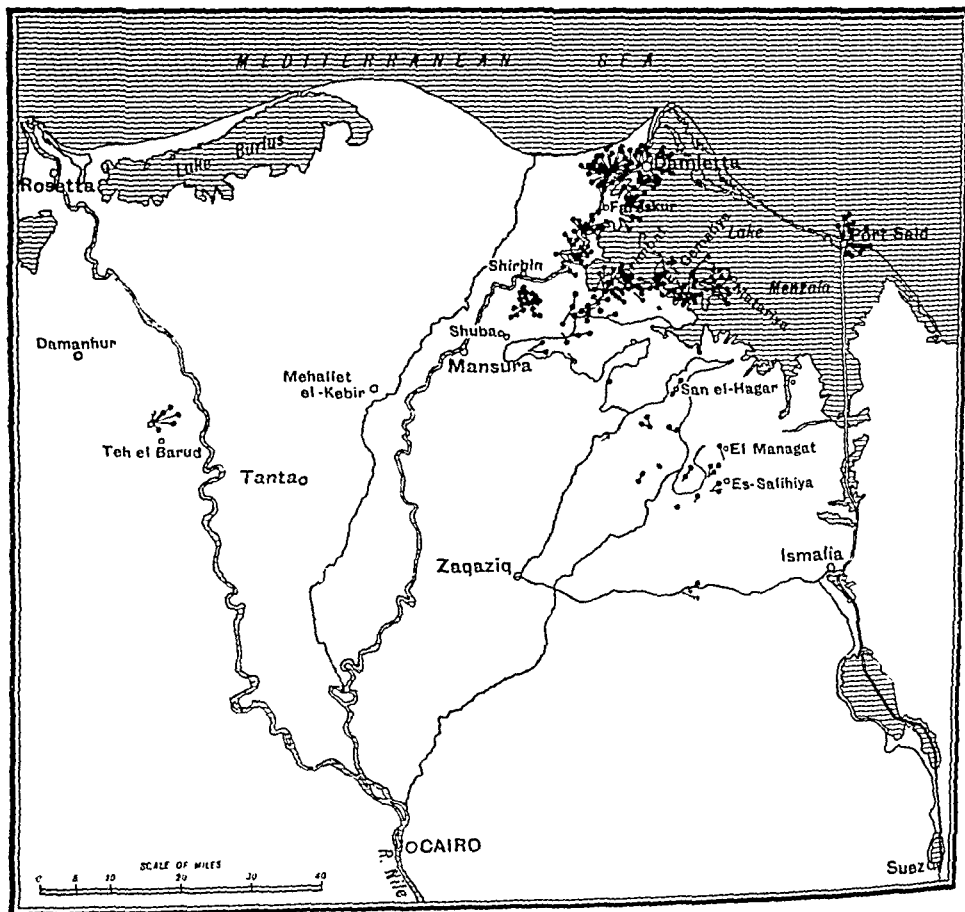 MEDITERRANEAN SEA
Lake Burlus
Rosetta
Damietta
Port Said
Lake
Menzala
Gamaliya
Matariya
Shirbin
Shuba
Mansura
Damanhur
Mehallet
el-Kebir
San el-Hagar
Teh el Barud
Tanta
El Managat
Es-Salihiya
Zaqaziq
Ismalia
CAIRO
R. Nile
Suez
SCALE OF MILES
0 5 10 20 30 40